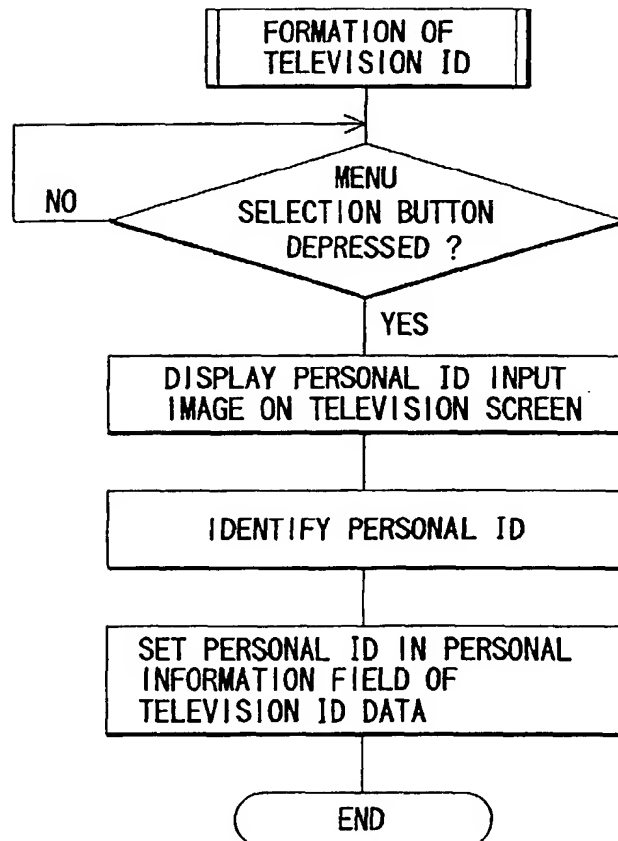 FORMATION OF
TELEVISION ID
MENU
SELECTION BUTTON
DEPRESSED ?
NO
YES
DISPLAY PERSONAL ID INPUT
IMAGE ON TELEVISION SCREEN
IDENTIFY PERSONAL ID
SET PERSONAL ID IN PERSONAL
INFORMATION FIELD OF
TELEVISION ID DATA
END